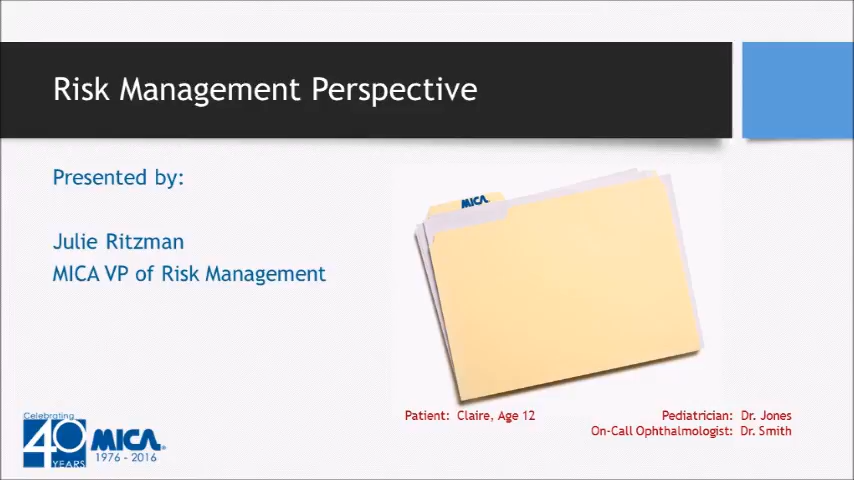 Risk Management Perspective
Presented by:
Julie Ritzman
MICA VP of Risk Management
MICA
Patient: Claire, Age 12
Pediatrician: Dr. Jones
On-Call Ophthalmologist: Dr. Smith
Celebrating
40 MICA®
YEARS 1976 - 2016